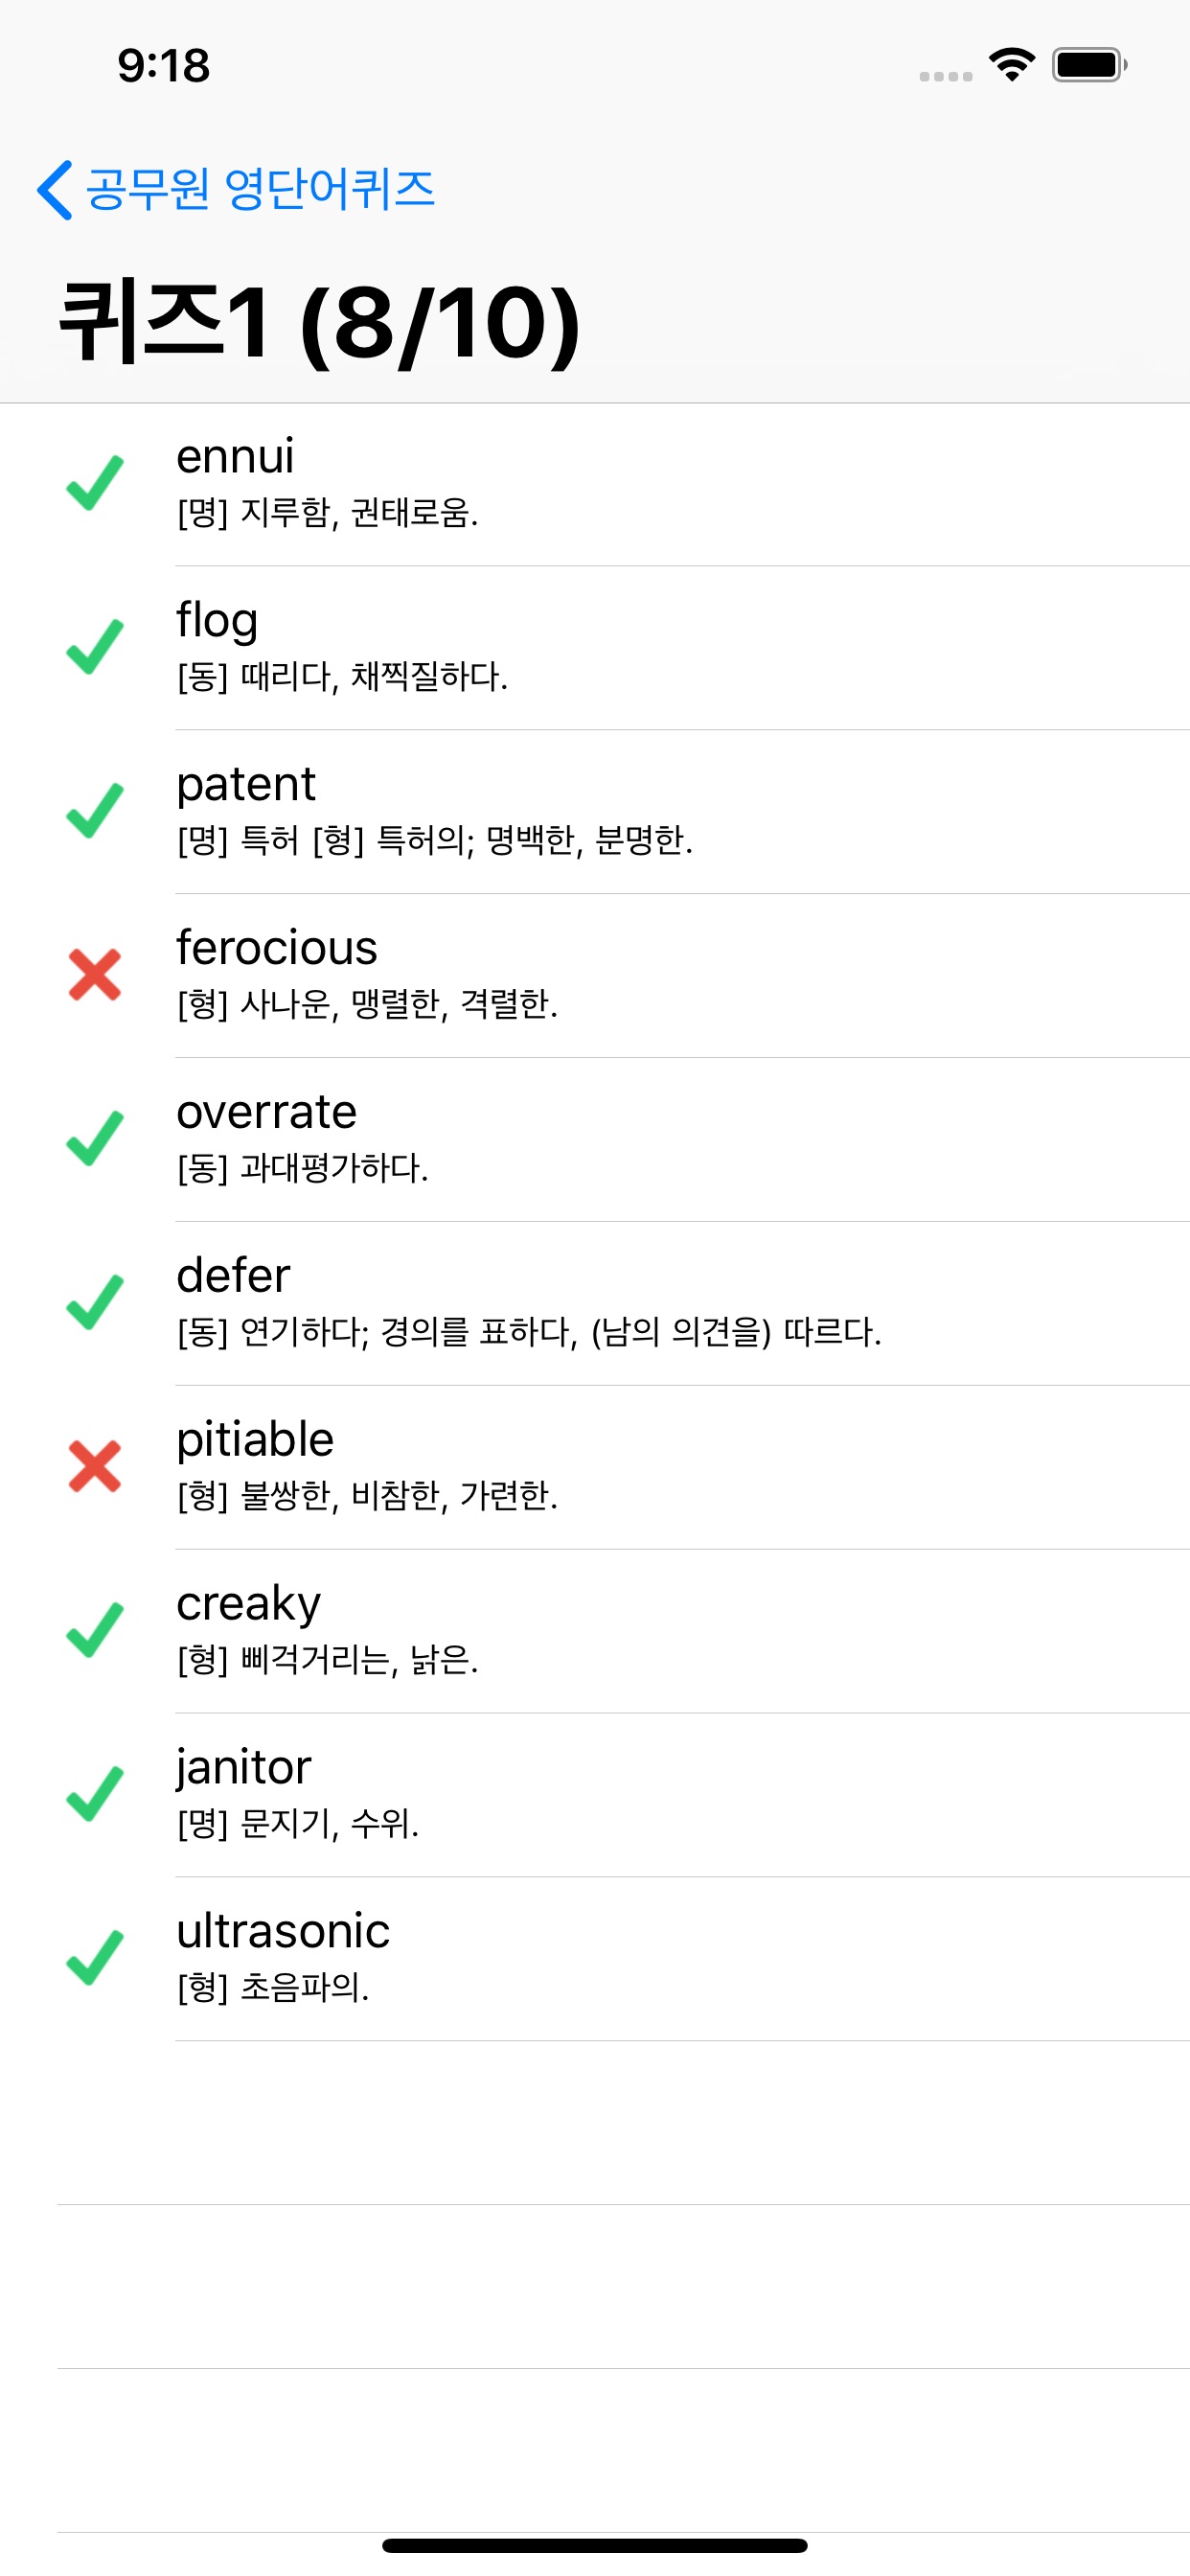 9:18
공무원 영단어퀴즈
퀴즈1 (8/10)
ennui
[명] 지루함, 권태로움.
flog
[동] 때리다, 채찍질하다.
patent
[명] 특허 [형] 특허의; 명백한, 분명한.
ferocious
[형] 사나운, 맹렬한, 격렬한.
overrate
[동] 과대평가하다.
defer
[동] 연기하다; 경의를 표하다, (남의 의견을) 따르다.
pitiable
[형] 불쌍한, 비참한, 가련한.
creaky
[형] 삐걱거리는, 낡은.
janitor
[명] 문지기, 수위.
ultrasonic
[형] 초음파의.